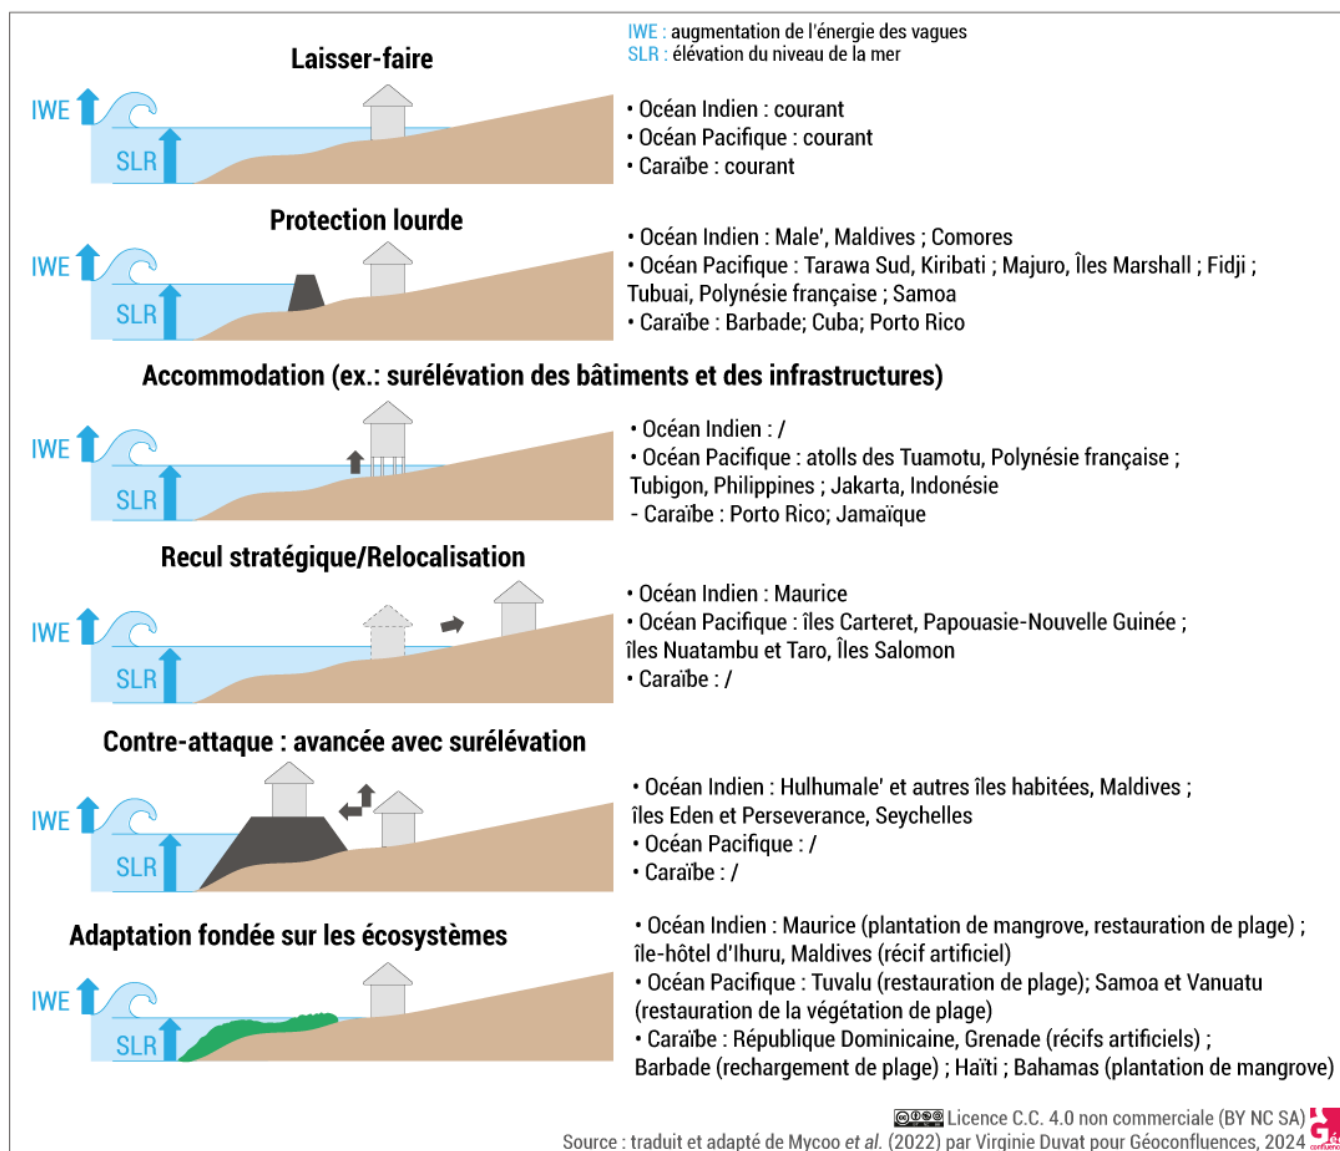 IWE : augmentation de l'énergie des vagues
SLR : élévation du niveau de la mer
Laisser-faire
IWE
SLR
• Océan Indien : courant
• Océan Pacifique : courant
• Caraïbe : courant
Protection lourde
IWE
SLR
• Océan Indien : Male', Maldives ; Comores
• Océan Pacifique : Tarawa Sud, Kiribati ; Majuro, Îles Marshall ; Fidji ;
Tubuai, Polynésie française ; Samoa
• Caraïbe : Barbade; Cuba; Porto Rico
Accommodation (ex.: surélévation des bâtiments et des infrastructures)
IWE
SLR
• Océan Indien : /
• Océan Pacifique : atolls des Tuamotu, Polynésie française ;
Tubigon, Philippines ; Jakarta, Indonésie
- Caraïbe : Porto Rico; Jamaïque
Recul stratégique/Relocalisation
IWE
SLR
• Océan Indien : Maurice
• Océan Pacifique : îles Carteret, Papouasie-Nouvelle Guinée ;
îles Nuatambu et Taro, Îles Salomon
• Caraïbe : /
Contre-attaque : avancée avec surélévation
IWE
SLR
• Océan Indien : Hulhumale' et autres îles habitées, Maldives ;
îles Eden et Perseverance, Seychelles
• Océan Pacifique : /
• Caraïbe : /
Adaptation fondée sur les écosystèmes
IWE
SLR
• Océan Indien : Maurice (plantation de mangrove, restauration de plage) ;
île-hôtel d'Ihuru, Maldives (récif artificiel)
• Océan Pacifique : Tuvalu (restauration de plage); Samoa et Vanuatu
(restauration de la végétation de plage)
• Caraïbe : République Dominicaine, Grenade (récifs artificiels) ;
Barbade (rechargement de plage) ; Haïti ; Bahamas (plantation de mangrove)
Licence C.C. 4.0 non commerciale (BY NC SA)
Source : traduit et adapté de Mycoo et al. (2022) par Virginie Duvat pour Géoconfluences, 2024